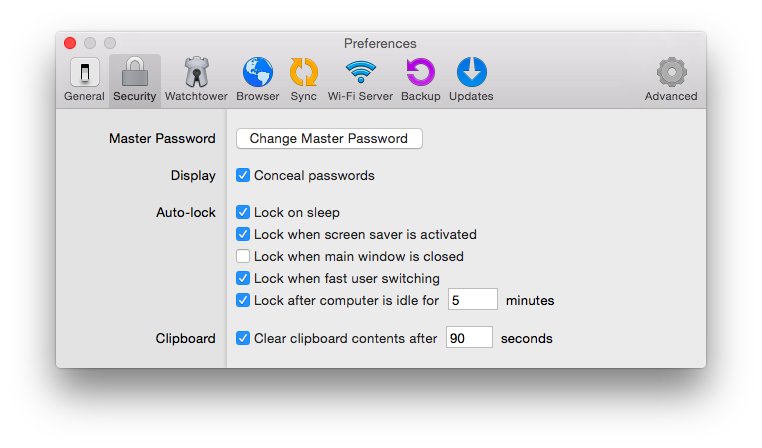 Preferences
General Security Watchtower Browser Sync Wi-Fi Server Backup Updates Advanced
Master Password Change Master Password
Display Conceal passwords
Auto-lock Lock on sleep
Lock when screen saver is activated
Lock when main window is closed
Lock when fast user switching
Lock after computer is idle for 5 minutes
Clipboard Clear clipboard contents after 90 seconds